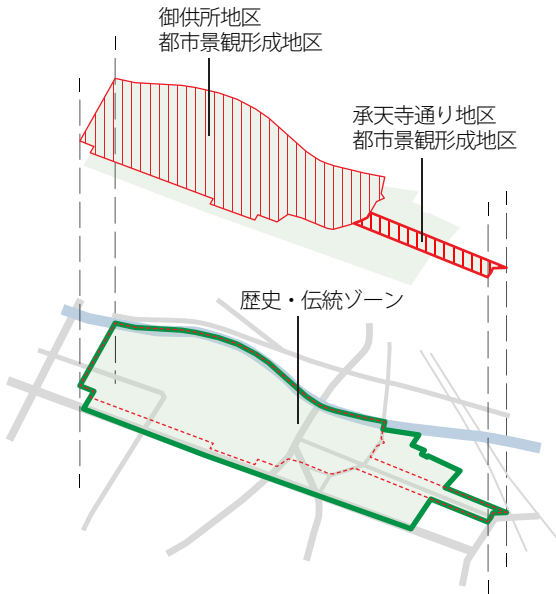 御供所地区
都市景観形成地区
承天寺通り地区
都市景観形成地区
歴史・伝統ゾーン